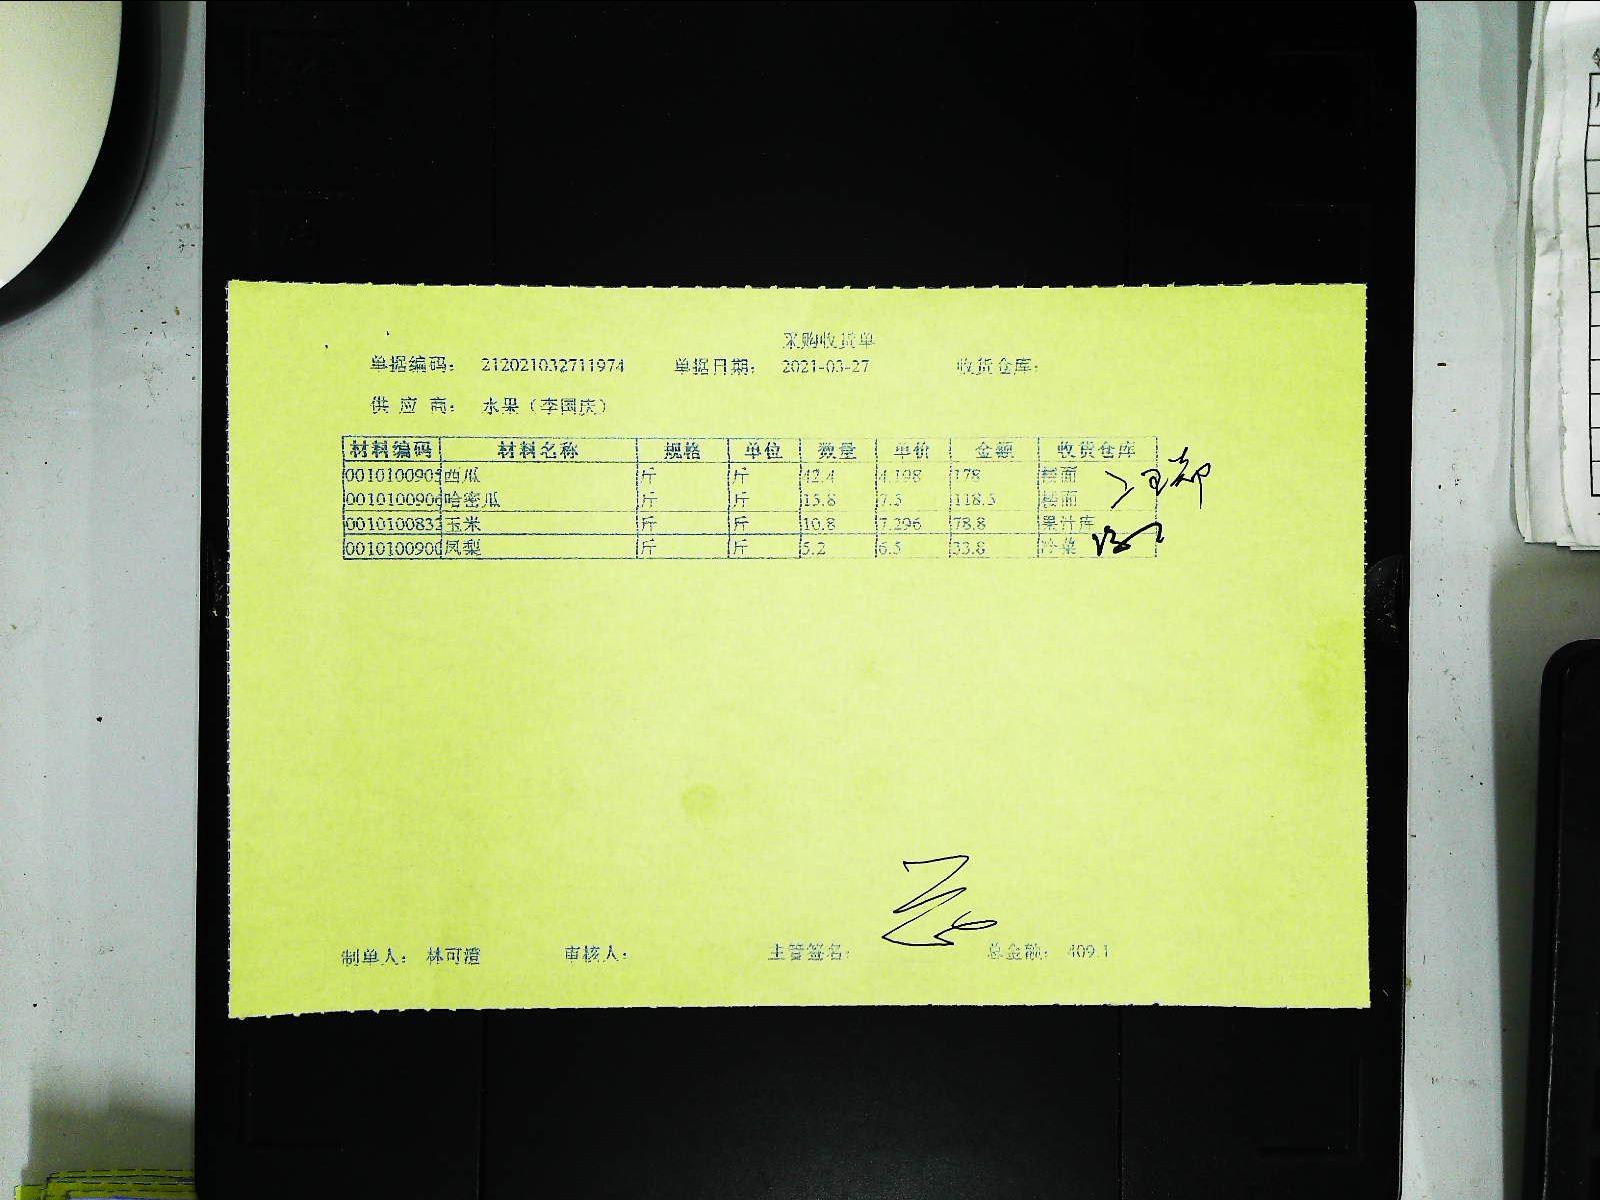 采购收货单
单据编码： 212021032711974 单据日期： 2021-03-27 收货仓库：
供 应 商： 水果（李国庆）
材料编码 材料名称 规格 单位 数量 单价 金额 收货仓库
0010100905 西瓜 斤 斤 42.4 4.198 178 楼面
0010100906 哈密瓜 斤 斤 15.8 7.5 118.5 楼面
0010100832 玉米 斤 斤 10.8 7.296 78.8 果汁库
0010100900 凤梨 斤 斤 5.2 6.5 33.8 冷菜
制单人： 林可澧 审核人： 主管签名： 总金额： 409.1